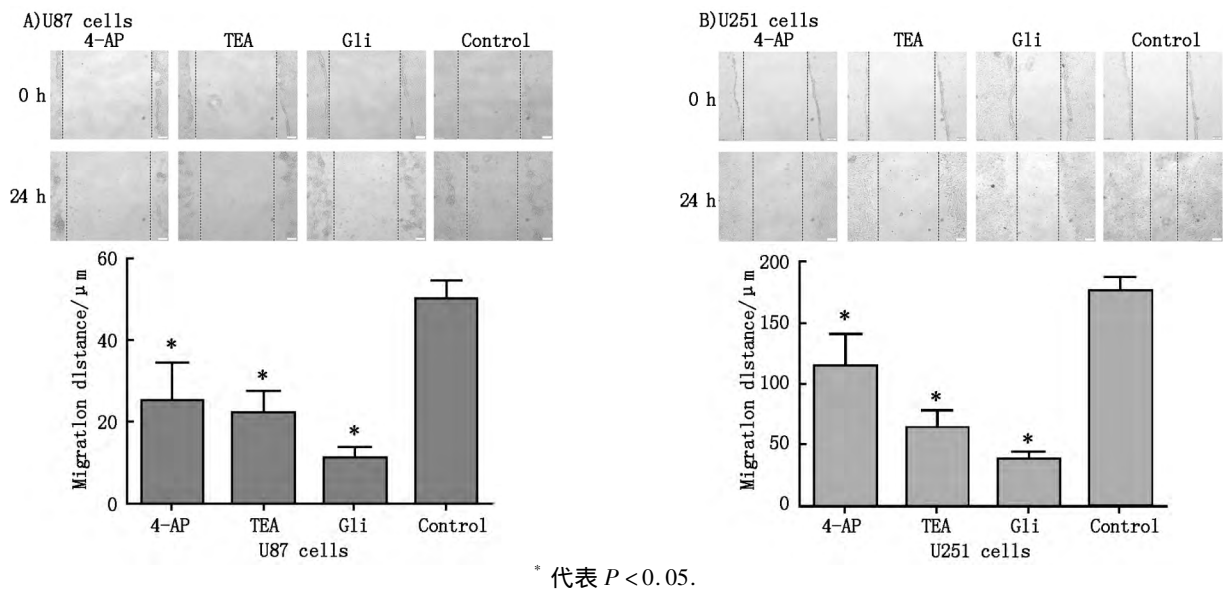 A)U87 cells
4-AP TEA Gli Control
0 h
24 h
60
40
20
0
Migratlon dlstance/μm
* * *
4-AP TEA Gli Control
U87 cells
B)U251 cells
4-AP TEA Gli Control
0 h
24 h
200
150
100
50
0
Migratlon dlstance/μm
* * *
4-AP TEA Gli Control
U251 cells
* 代表 P<0.05.